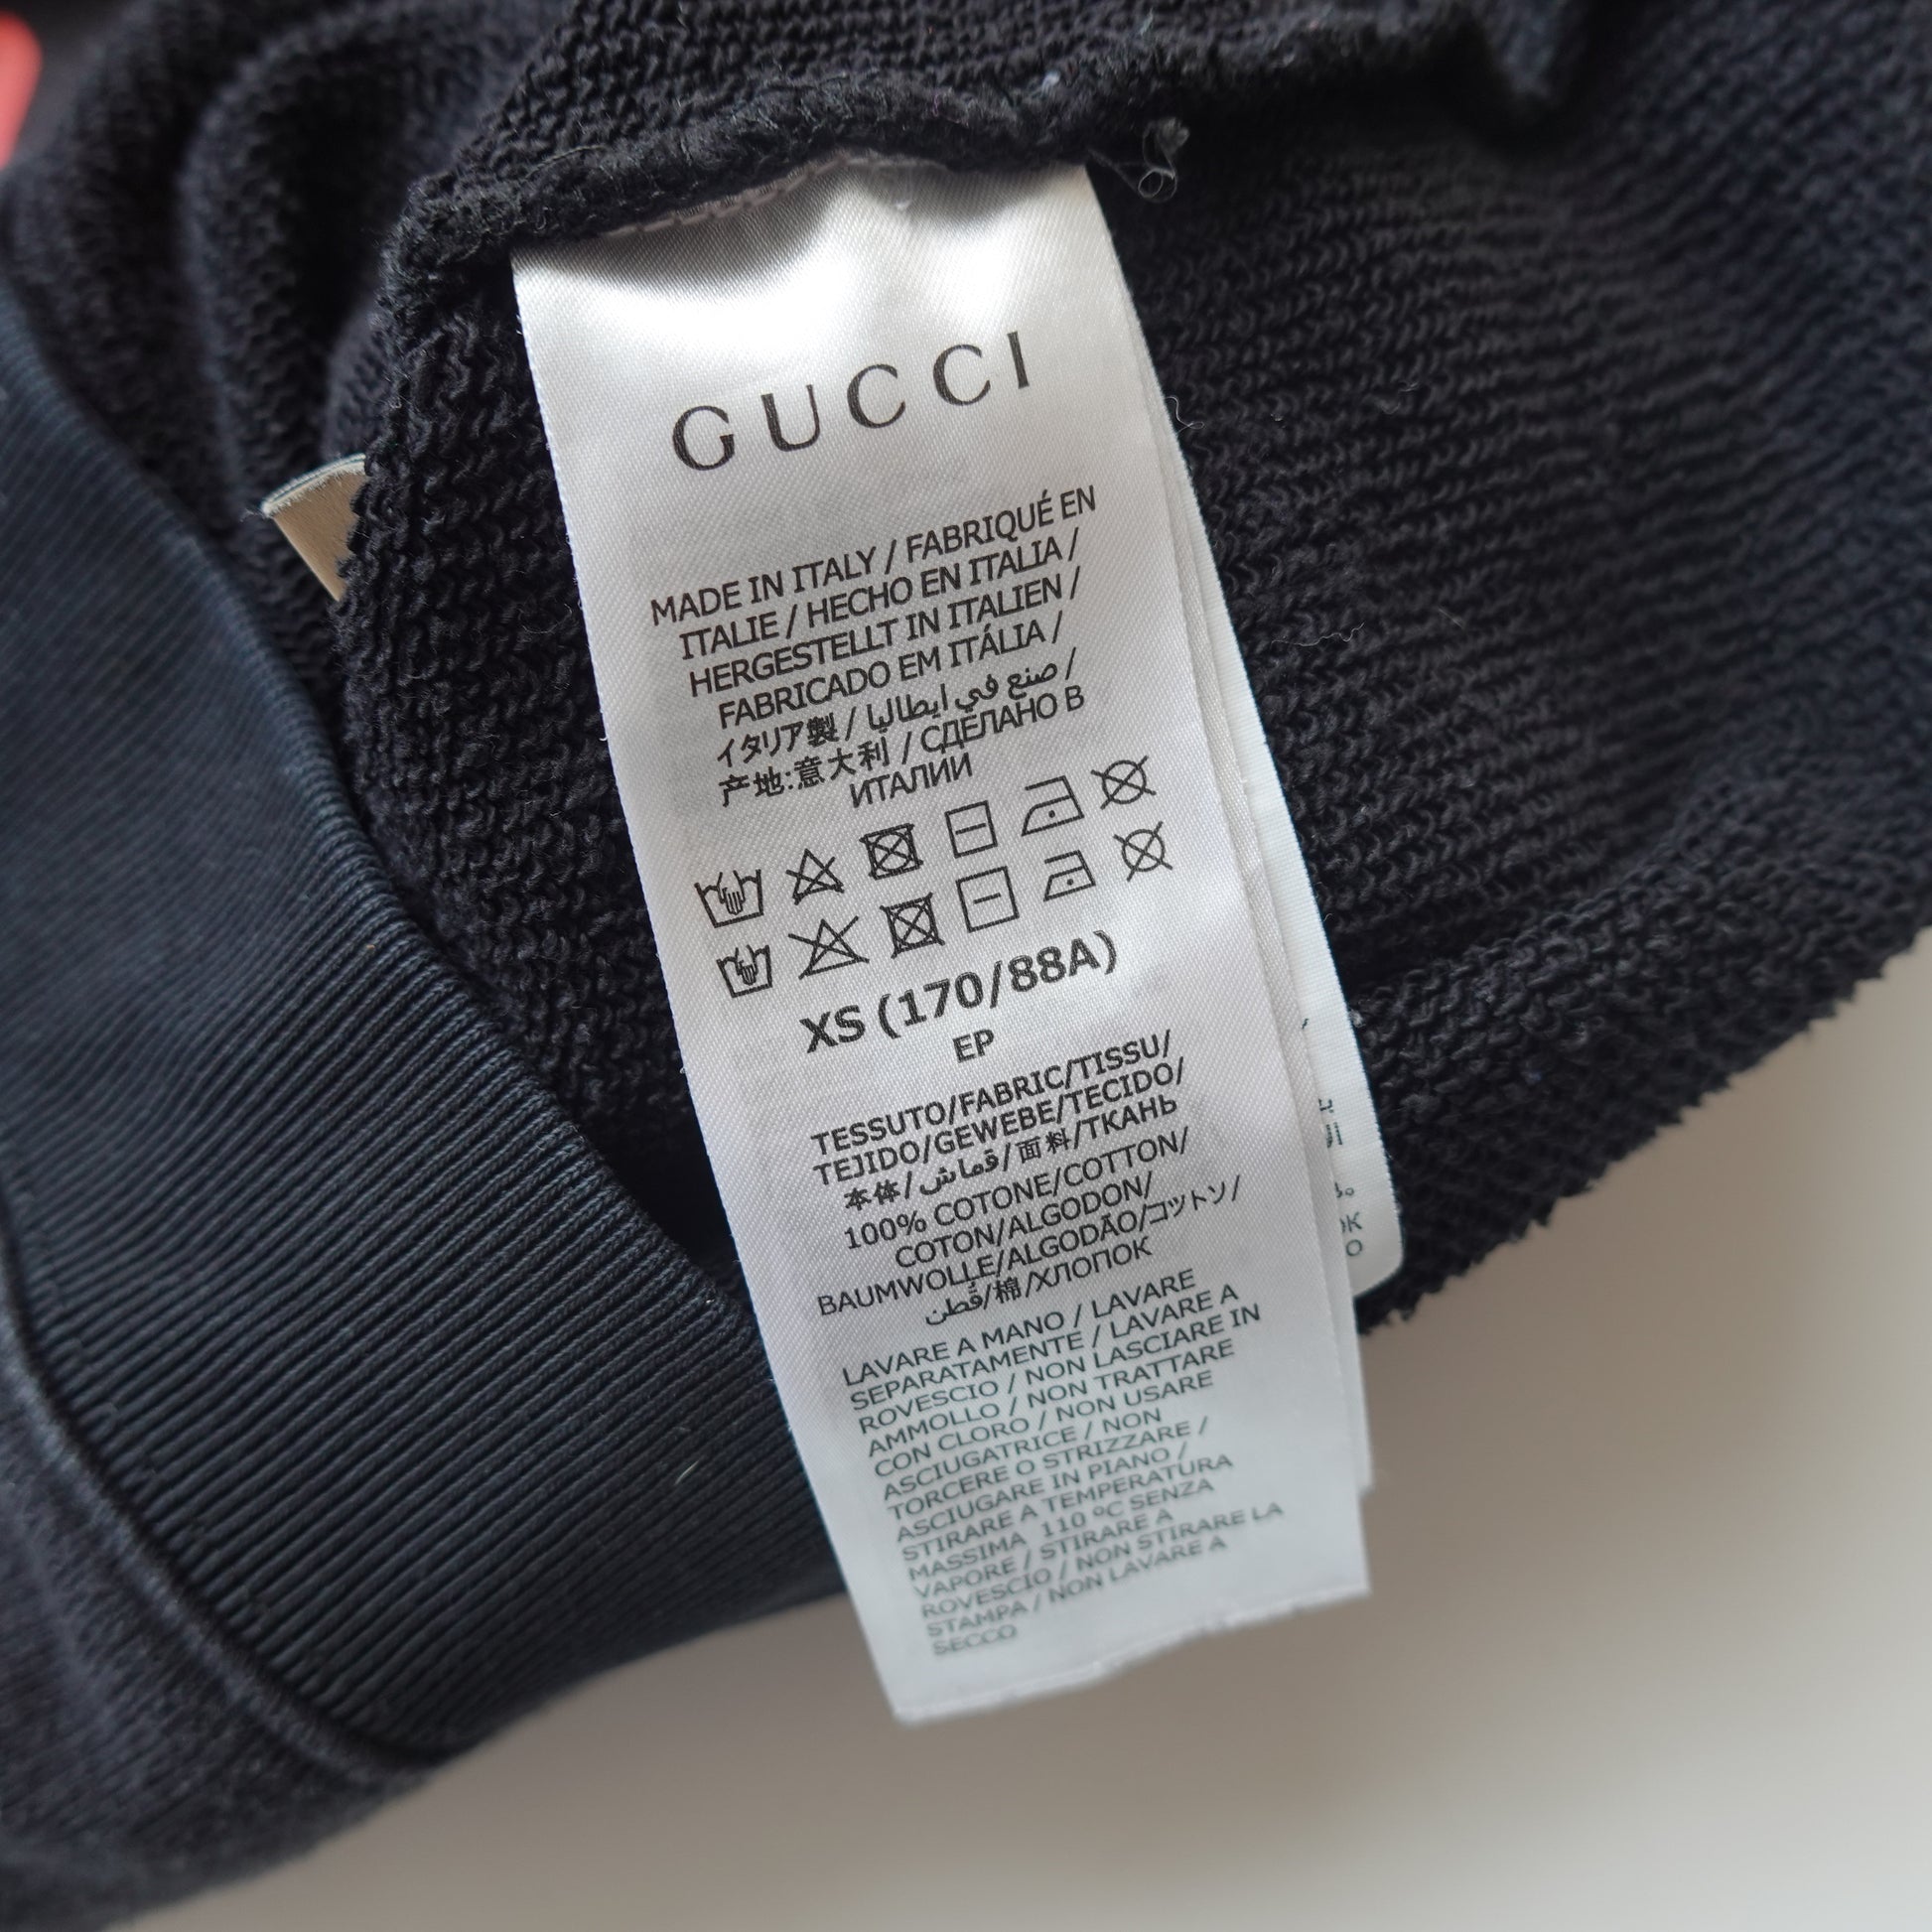 GUCCI
MADE IN ITALY / FABRIQUÉ EN
ITALIE / HECHO EN ITALIA /
HERGESTELLT IN ITALIEN /
FABRICADO EM ITÁLIA /
イタリア製 / صنع في ايطاليا /
产地:意大利 / СДЕЛАНО В
ИТАЛИИ
XS (170/88A)
EP
TESSUTO/FABRIC/TISSU/
TEJIDO/GEWEBE/TECIDO/
本体/قماش/面料/ТКАНЬ
100% COTONE/COTTON/
COTON/ALGODON/
BAUMWOLLE/ALGODÃO/コットン/
قُطن/棉/ХЛОПОК
LAVARE A MANO / LAVARE
SEPARATAMENTE / LAVARE A
ROVESCIO / NON LASCIARE IN
AMMOLLO / NON TRATTARE
CON CLORO / NON USARE
ASCIUGATRICE / NON
TORCERE O STRIZZARE /
ASCIUGARE IN PIANO /
STIRARE A TEMPERATURA
MASSIMA 110 °C SENZA
VAPORE / STIRARE A
ROVESCIO / NON STIRARE LA
STAMPA / NON LAVARE A
SECCO